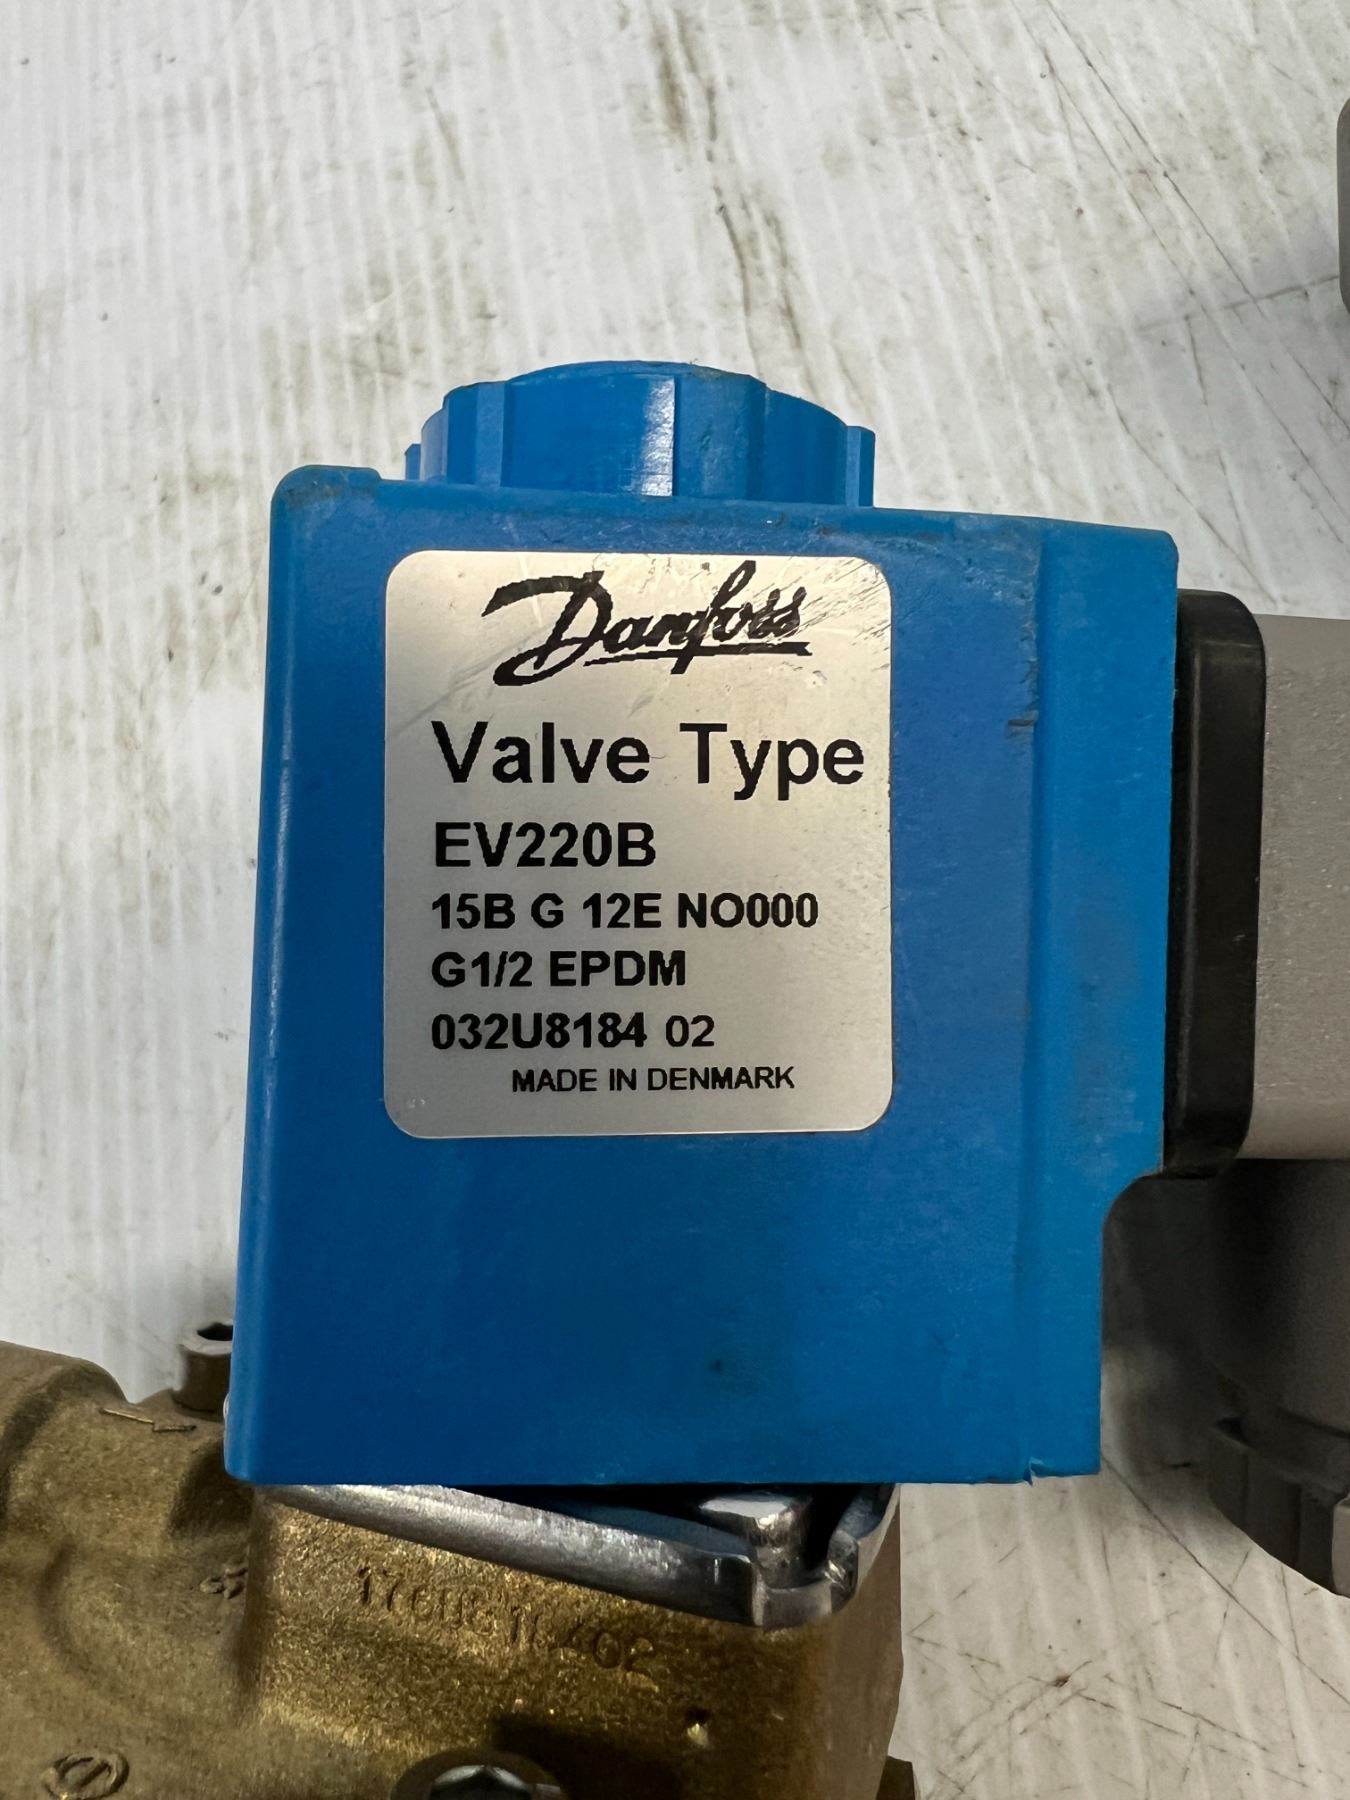 Danfoss
Valve Type
EV220B
15B G 12E NO000
G1/2 EPDM
032U8184 02
MADE IN DENMARK